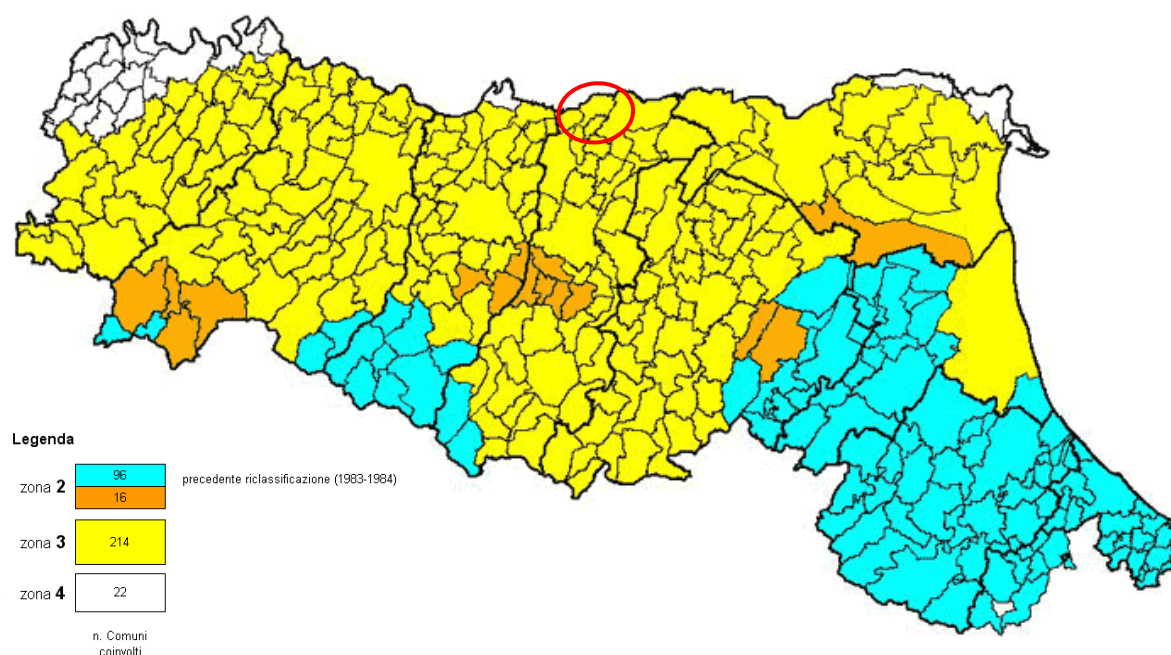 Legenda
zona 2
96
precedente riclassificazione (1983-1984)
16
zona 3
214
zona 4
22
n. Comuni
coinvolti